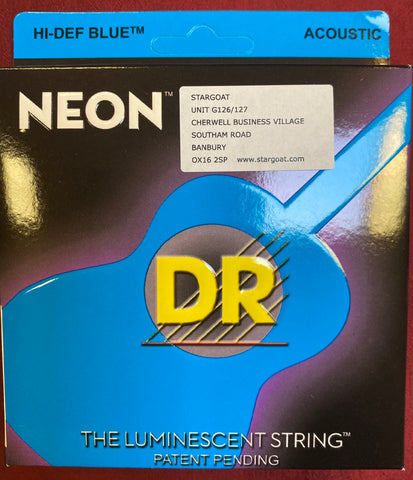 HI-DEF BLUE™
ACOUSTIC
NEON™
STARGOAT
UNIT G126/127
CHERWELL BUSINESS VILLAGE
SOUTHAM ROAD
BANBURY
OX16 2SP www.stargoat.com
DR
THE LUMINESCENT STRING™
PATENT PENDING